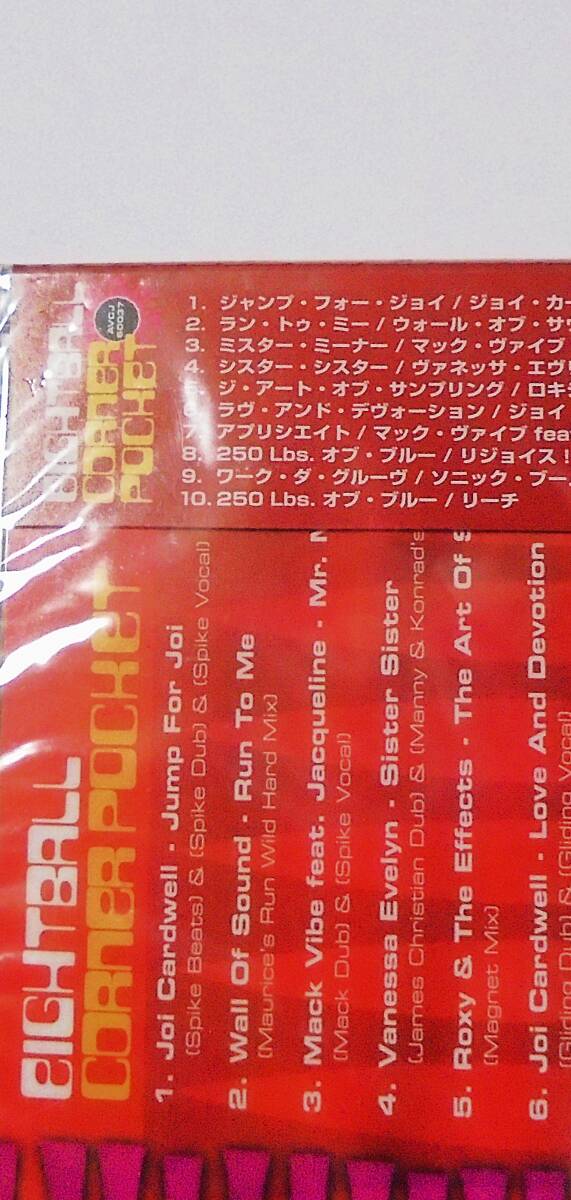 EIGHTBALL
CORNER
POCKET
AVCJ
60037
1. ジャンプ・フォー・ジョイ / ジョイ・カー
2. ラン・トゥ・ミー / ウォール・オブ・サウ
3. ミスター・ミーナー / マック・ヴァイブ
4. シスター・シスター / ヴァネッサ・エヴリ
5. ジ・アート・オブ・サンプリング / ロキシ
6. ラヴ・アンド・デヴォーション / ジョイ
7. アプリシエイト / マック・ヴァイブ feat
8. 250 Lbs. オブ・ブルー / リジョイス!
9. ワーク・ダ・グルーヴ / ソニック・ブー
10. 250 Lbs. オブ・ブルー / リーチ
EIGHTBALL
CORNER POCKET
1. Joi Cardwell - Jump For Joi
(Spike Beats) & (Spike Dub) & (Spike Vocal)
2. Wall Of Sound - Run To Me
(Maurice's Run Wild Hard Mix)
3. Mack Vibe feat. Jacqueline - Mr. M
(Mack Dub) & (Spike Vocal)
4. Vanessa Evelyn - Sister Sister
(James Christian Dub) & (Manny & Konrad's
5. Roxy & The Effects - The Art Of S
(Magnet Mix)
6. Joi Cardwell - Love And Devotion
(Gliding Dub) & (Gliding Vocal)